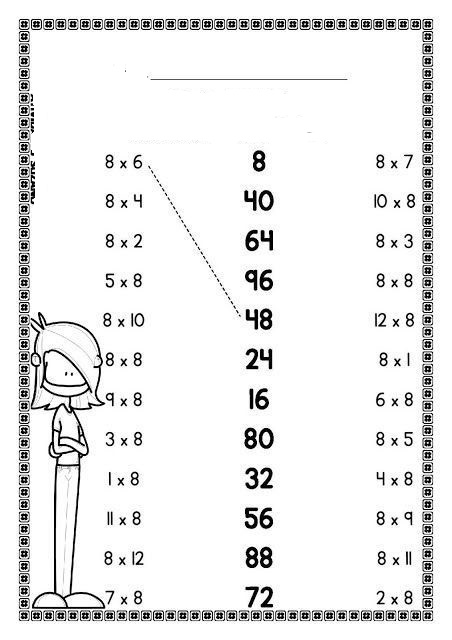 8 x 6 8 8 x 7
8 x 4 40 10 x 8
8 x 2 64 8 x 3
5 x 8 96 8 x 8
8 x 10 48 12 x 8
8 x 8 24 8 x 1
9 x 8 16 6 x 8
3 x 8 80 8 x 5
1 x 8 32 4 x 8
11 x 8 56 8 x 9
8 x 12 88 8 x 11
7 x 8 72 2 x 8